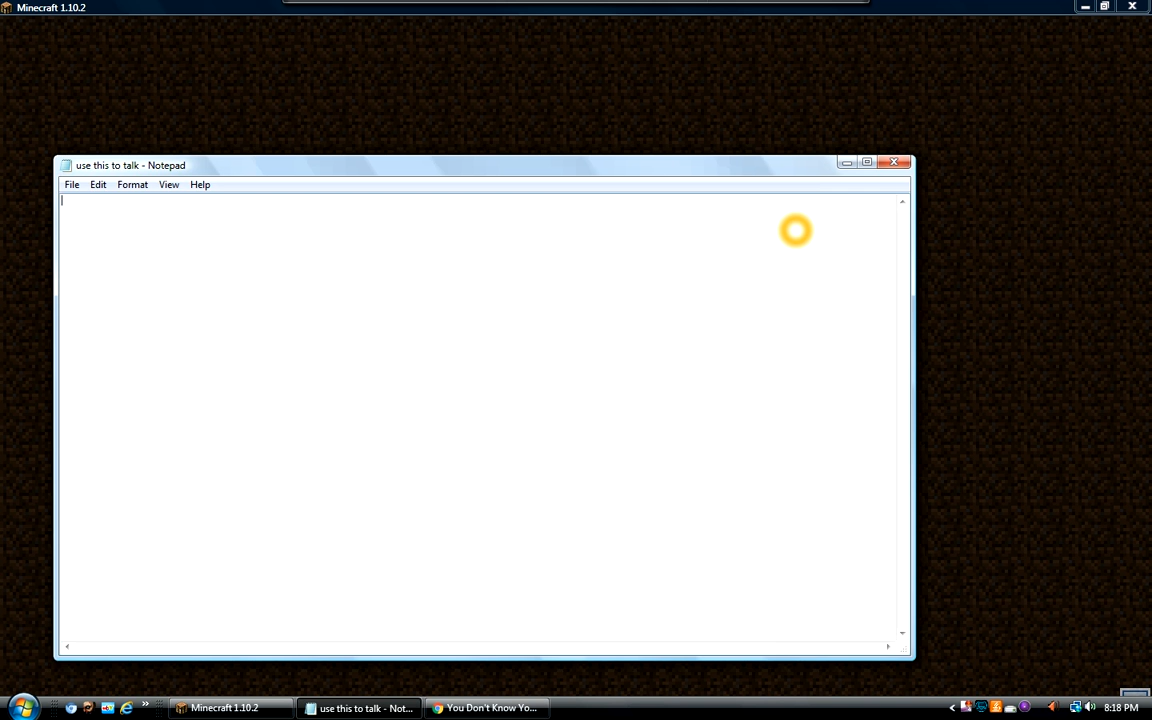 Minecraft 1.10.2
use this to talk - Notepad
File Edit Format View Help
Minecraft 1.10.2
use this to talk - Not...
You Don't Know Yo...
8:18 PM